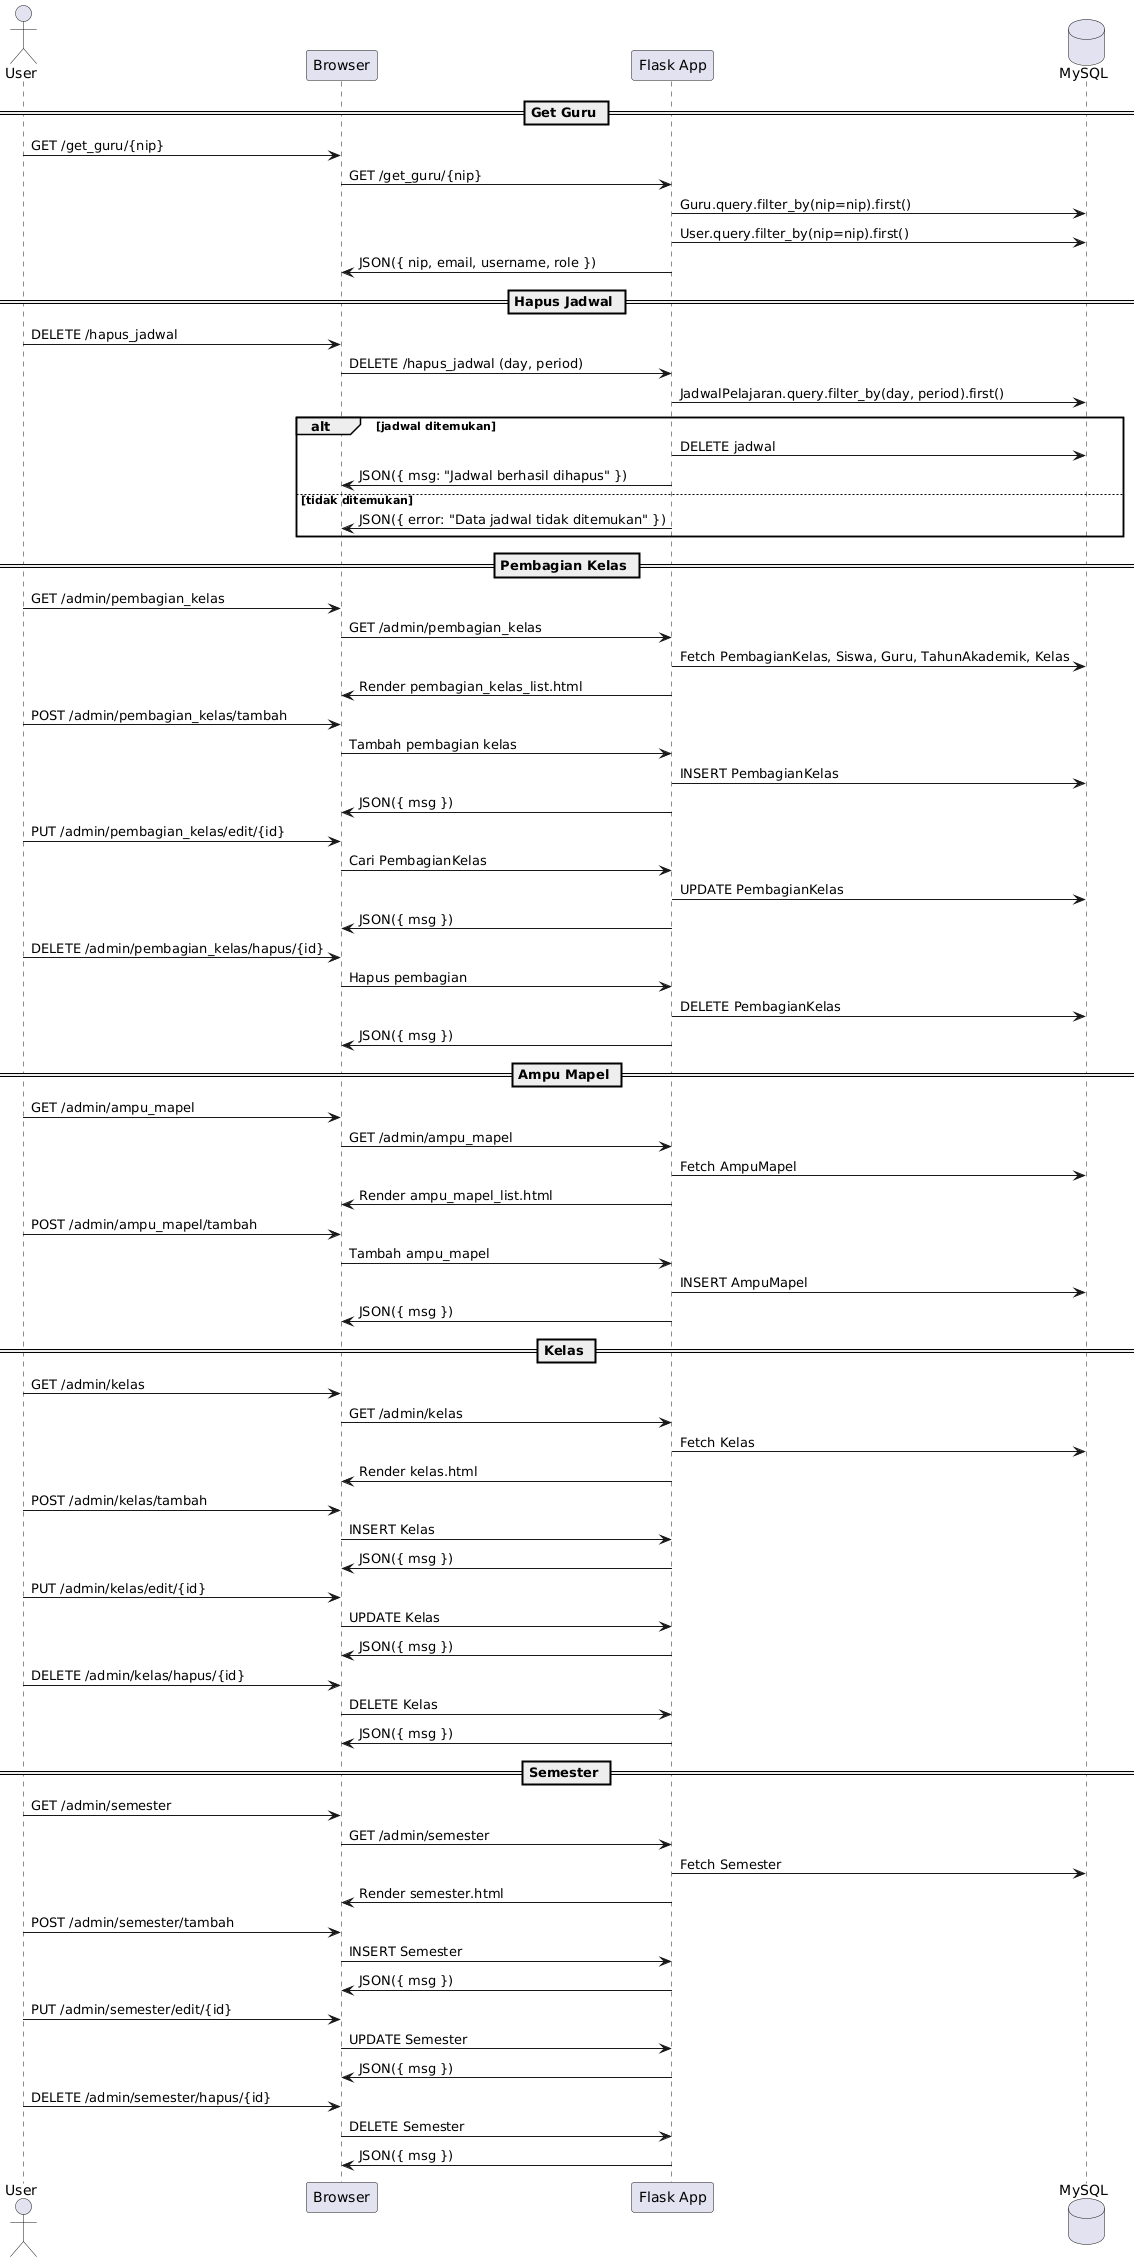 User
Browser
Flask App
MySQL
Get Guru
GET /get_guru/{nip}
GET /get_guru/{nip}
Guru.query.filter_by(nip=nip).first()
User.query.filter_by(nip=nip).first()
JSON({ nip, email, username, role })
Hapus Jadwal
DELETE /hapus_jadwal
DELETE /hapus_jadwal (day, period)
JadwalPelajaran.query.filter_by(day, period).first()
alt [jadwal ditemukan]
DELETE jadwal
JSON({ msg: "Jadwal berhasil dihapus" })
[tidak ditemukan]
JSON({ error: "Data jadwal tidak ditemukan" })
Pembagian Kelas
GET /admin/pembagian_kelas
GET /admin/pembagian_kelas
Fetch PembagianKelas, Siswa, Guru, TahunAkademik, Kelas
Render pembagian_kelas_list.html
POST /admin/pembagian_kelas/tambah
Tambah pembagian kelas
INSERT PembagianKelas
JSON({ msg })
PUT /admin/pembagian_kelas/edit/{id}
Cari PembagianKelas
UPDATE PembagianKelas
JSON({ msg })
DELETE /admin/pembagian_kelas/hapus/{id}
Hapus pembagian
DELETE PembagianKelas
JSON({ msg })
Ampu Mapel
GET /admin/ampu_mapel
GET /admin/ampu_mapel
Fetch AmpuMapel
Render ampu_mapel_list.html
POST /admin/ampu_mapel/tambah
Tambah ampu_mapel
INSERT AmpuMapel
JSON({ msg })
Kelas
GET /admin/kelas
GET /admin/kelas
Fetch Kelas
Render kelas.html
POST /admin/kelas/tambah
INSERT Kelas
JSON({ msg })
PUT /admin/kelas/edit/{id}
UPDATE Kelas
JSON({ msg })
DELETE /admin/kelas/hapus/{id}
DELETE Kelas
JSON({ msg })
Semester
GET /admin/semester
GET /admin/semester
Fetch Semester
Render semester.html
POST /admin/semester/tambah
INSERT Semester
JSON({ msg })
PUT /admin/semester/edit/{id}
UPDATE Semester
JSON({ msg })
DELETE /admin/semester/hapus/{id}
DELETE Semester
JSON({ msg })
User
Browser
Flask App
MySQL